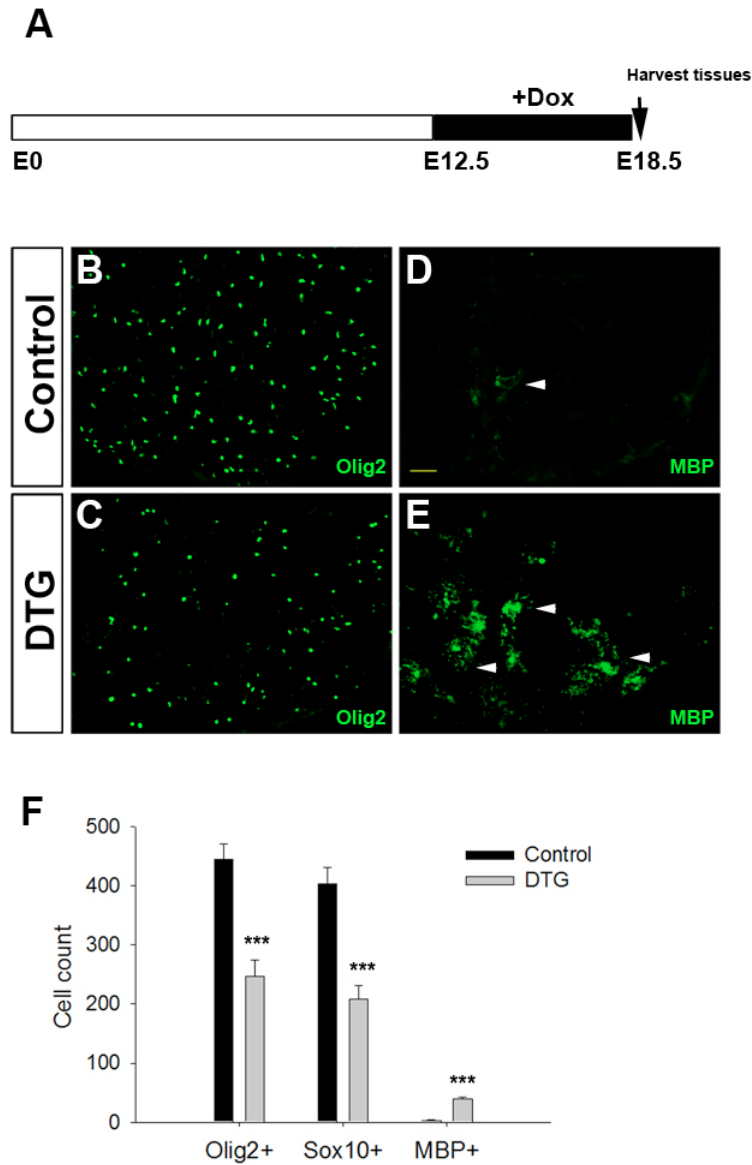 A
Harvest tissues
+Dox
E0
E12.5
E18.5
Control
B
Olig2
D
MBP
DTG
C
Olig2
E
MBP
F
500
400
300
200
100
0
Cell count
Control
DTG
***
***
***
Olig2+
Sox10+
MBP+